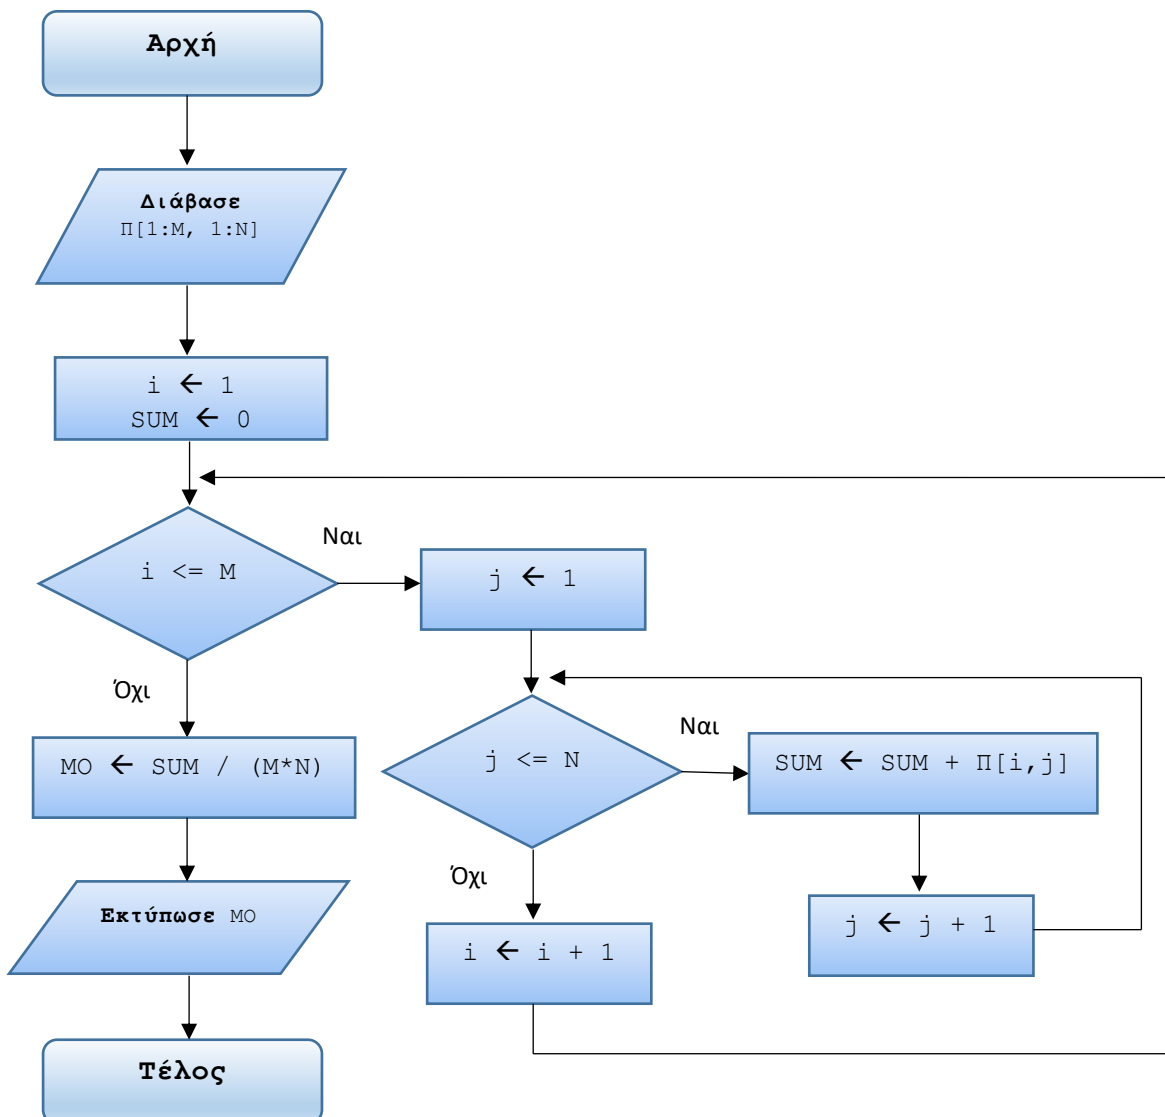 Αρχή
Διάβασε
Π[1:M, 1:N]
i ← 1
SUM ← 0
i <= M
Ναι
j ← 1
Όχι
MO ← SUM / (M*N)
j <= N
Ναι
SUM ← SUM + Π[i,j]
Όχι
j ← j + 1
i ← i + 1
Εκτύπωσε MO
Τέλος